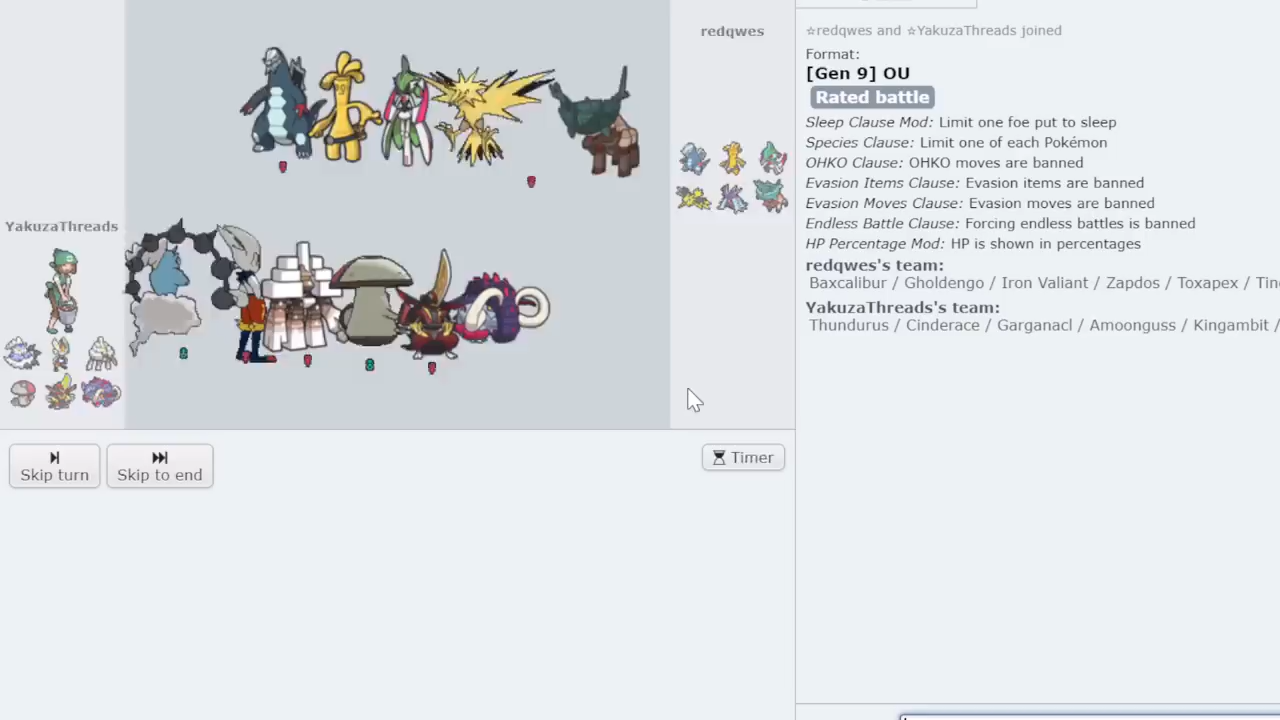 redqwes
YakuzaThreads
Skip turn
Skip to end
Timer
☆redqwes and ☆YakuzaThreads joined
Format:
[Gen 9] OU
Rated battle
Sleep Clause Mod: Limit one foe put to sleep
Species Clause: Limit one of each Pokémon
OHKO Clause: OHKO moves are banned
Evasion Items Clause: Evasion items are banned
Evasion Moves Clause: Evasion moves are banned
Endless Battle Clause: Forcing endless battles is banned
HP Percentage Mod: HP is shown in percentages
redqwes's team:
Baxcalibur / Gholdengo / Iron Valiant / Zapdos / Toxapex / Tin
YakuzaThreads's team:
Thundurus / Cinderace / Garganacl / Amoonguss / Kingambit /